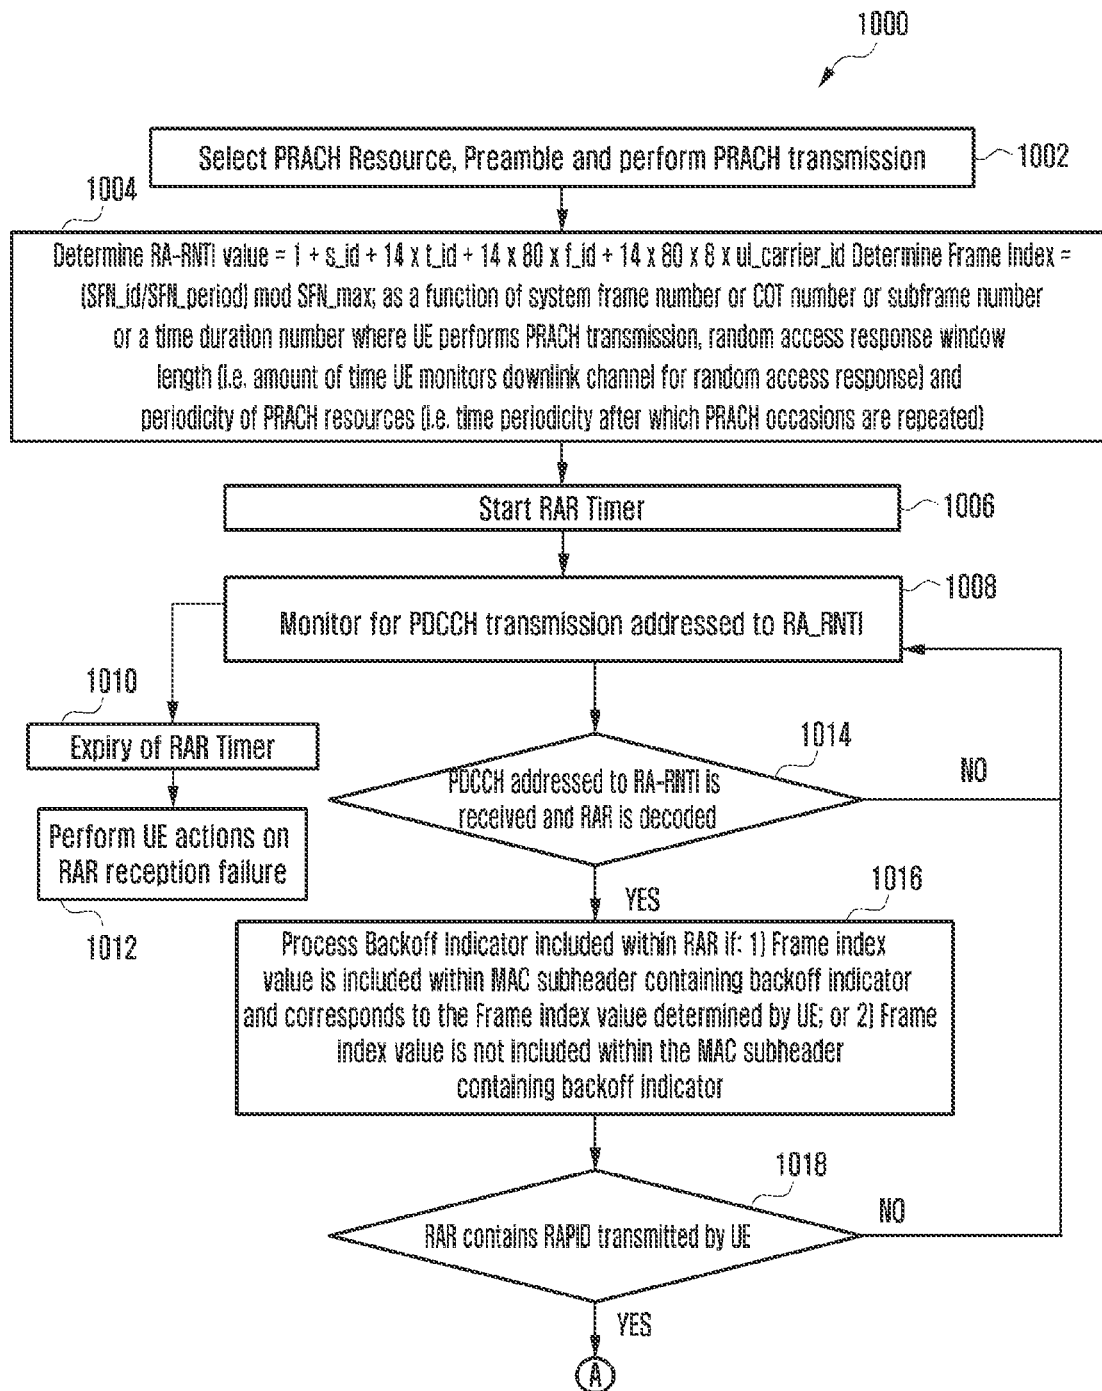 1000
Select PRACH Resource, Preamble and perform PRACH transmission
1002
1004
Determine RA-RNTI value = 1 + s_id + 14 x t_id + 14 x 80 x f_id + 14 x 80 x 8 x ul_carrier_id Determine Frame Index =
(SFN_id/SFN_period) mod SFN_max; as a function of system frame number or COT number or subframe number
or a time duration number where UE performs PRACH transmission, random access response window
length (i.e. amount of time UE monitors downlink channel for random access response) and
periodicity of PRACH resources (i.e. time periodicity after which PRACH occasions are repeated)
Start RAR Timer
1006
1008
Monitor for PDCCH transmission addressed to RA_RNTI
1010
Expiry of RAR Timer
1014
PDCCH addressed to RA-RNTI is
received and RAR is decoded
NO
Perform UE actions on
RAR reception failure
1012
YES
1016
Process Backoff Indicator included within RAR if: 1) Frame index
value is included within MAC subheader containing backoff indicator
and corresponds to the Frame index value determined by UE; or 2) Frame
index value is not included within the MAC subheader
containing backoff indicator
1018
RAR contains RAPID transmitted by UE
NO
YES
A